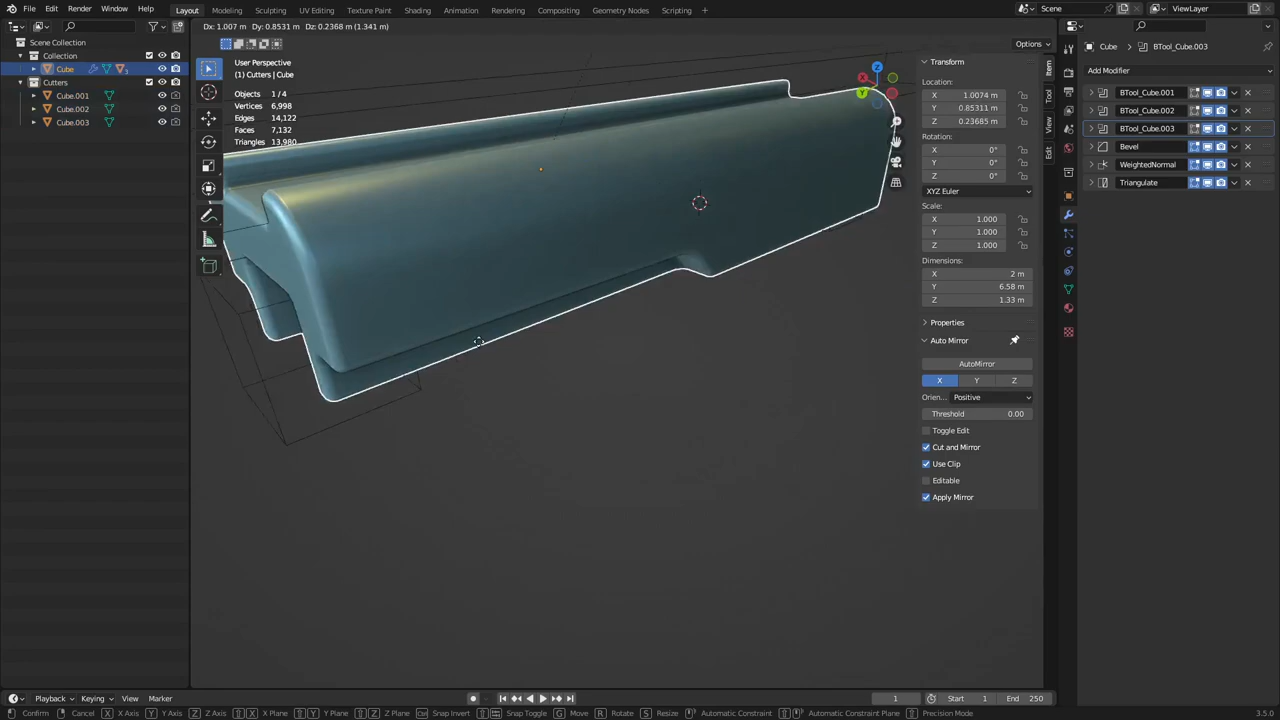 File Edit Render Window Help Layout Modeling Sculpting UV Editing Texture Paint Shading Animation Rendering Compositing Geometry Nodes Scripting + Scene ViewLayer
Dx: 1.007 m Dy: 0.8531 m Dz: 0.2368 m (1.341 m)
Options
Scene Collection
Collection
Cube 3
Cutters
Cube.001
Cube.002
Cube.003
User Perspective
(1) Cutters | Cube
Objects 1/4
Vertices 6,998
Edges 14,122
Faces 7,132
Triangles 13,980
Z
X
Y
Transform
Location:
X 1.0074 m
Y 0.85311 m
Z 0.23685 m
Rotation:
X 0°
Y 0°
Z 0°
XYZ Euler
Scale:
X 1.000
Y 1.000
Z 1.000
Dimensions:
X 2 m
Y 6.58 m
Z 1.33 m
Properties
Auto Mirror
AutoMirror
X Y Z
Orien... Positive
Threshold 0.00
Toggle Edit
Cut and Mirror
Use Clip
Editable
Apply Mirror
Item
Tool
View
Edit
Cube BTool_Cube.003
Add Modifier
BTool_Cube.001
BTool_Cube.002
BTool_Cube.003
Bevel
WeightedNormal
Triangulate
Playback Keying View Marker 1 Start 1 End 250
Confirm Cancel X X Axis Y Y Axis Z Z Axis X X Plane Y Y Plane Z Z Plane Ctrl Snap Invert Snap Toggle G Move R Rotate S Resize Automatic Constraint Automatic Constraint Plane Precision Mode 3.5.0